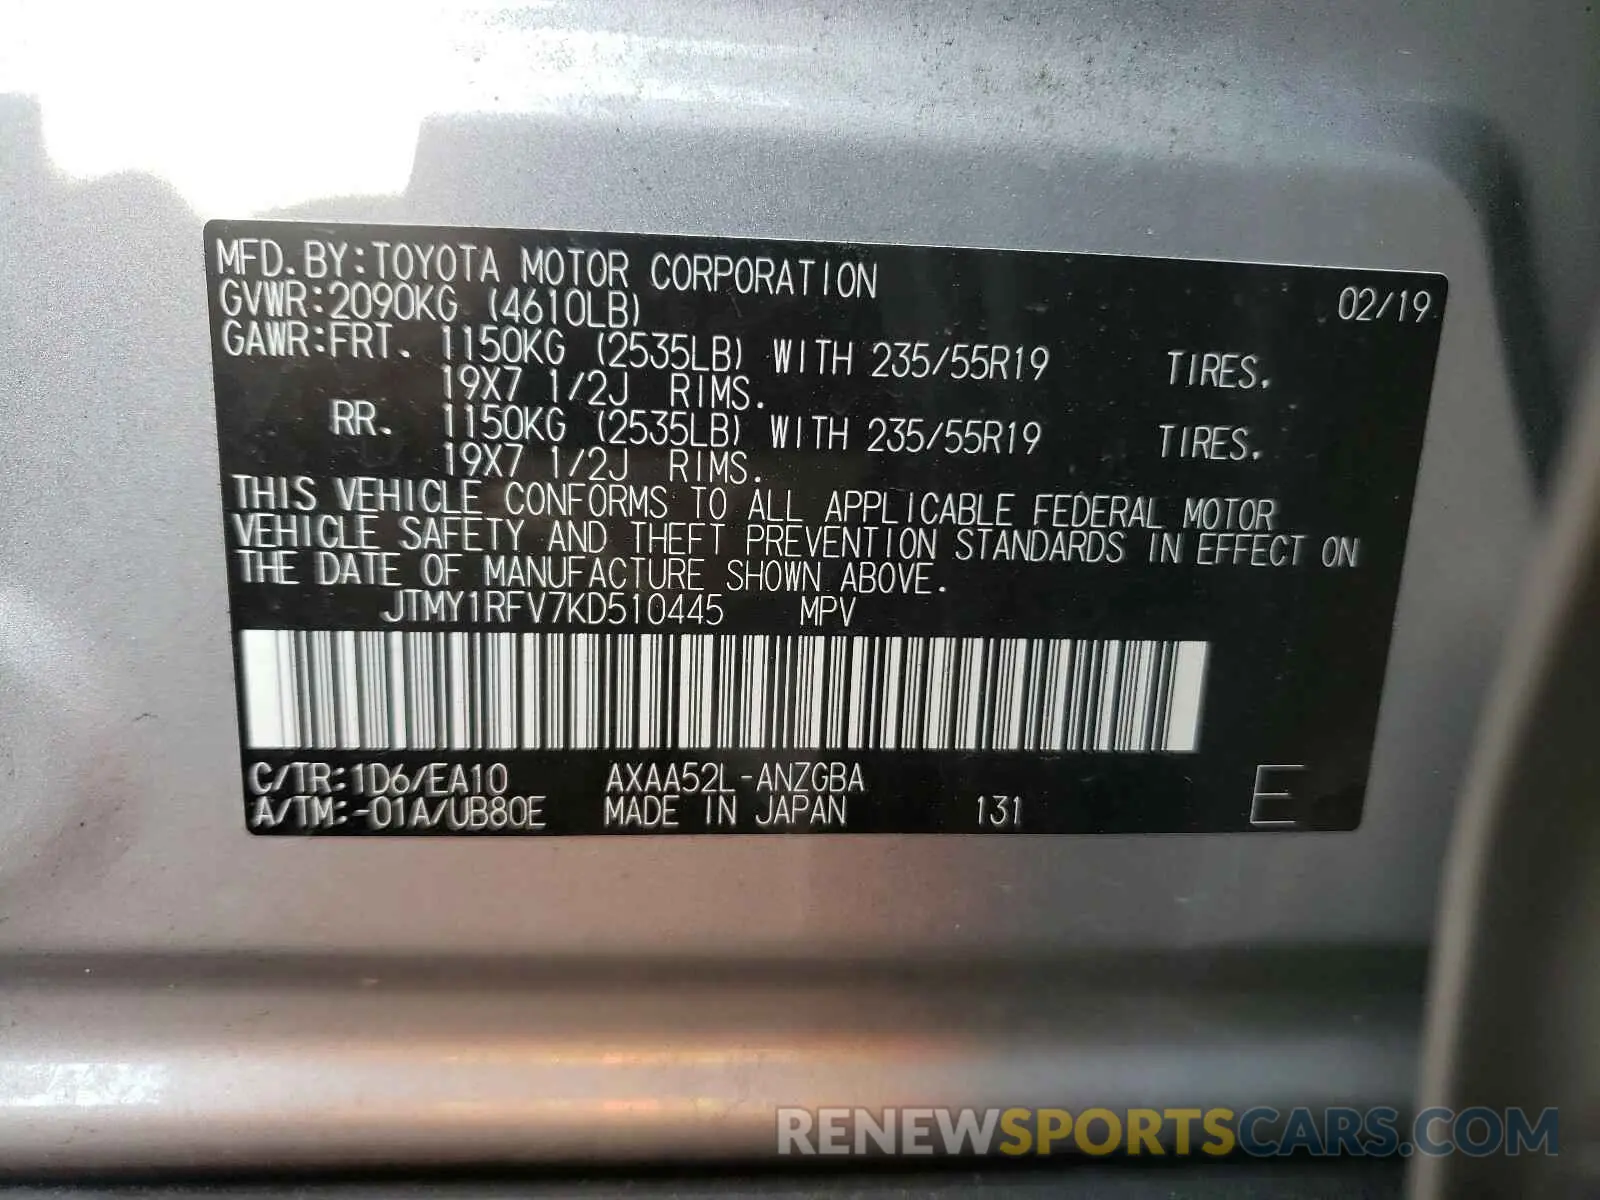 MFD.BY:TOYOTA MOTOR CORPORATION 02/19
GVWR:2090KG (4610LB)
GAWR:FRT. 1150KG (2535LB) WITH 235/55R19 TIRES.
19X7 1/2J RIMS.
RR. 1150KG (2535LB) WITH 235/55R19 TIRES.
19X7 1/2J RIMS.
THIS VEHICLE CONFORMS TO ALL APPLICABLE FEDERAL MOTOR
VEHICLE SAFETY AND THEFT PREVENTION STANDARDS IN EFFECT ON
THE DATE OF MANUFACTURE SHOWN ABOVE.
JTMY1RFV7KD510445 MPV
C/TR:1D6/EA10 AXAA52L-ANZGBA
A/TM:-01A/UB80E MADE IN JAPAN 131 E
RENEWSPORTSCARS.COM